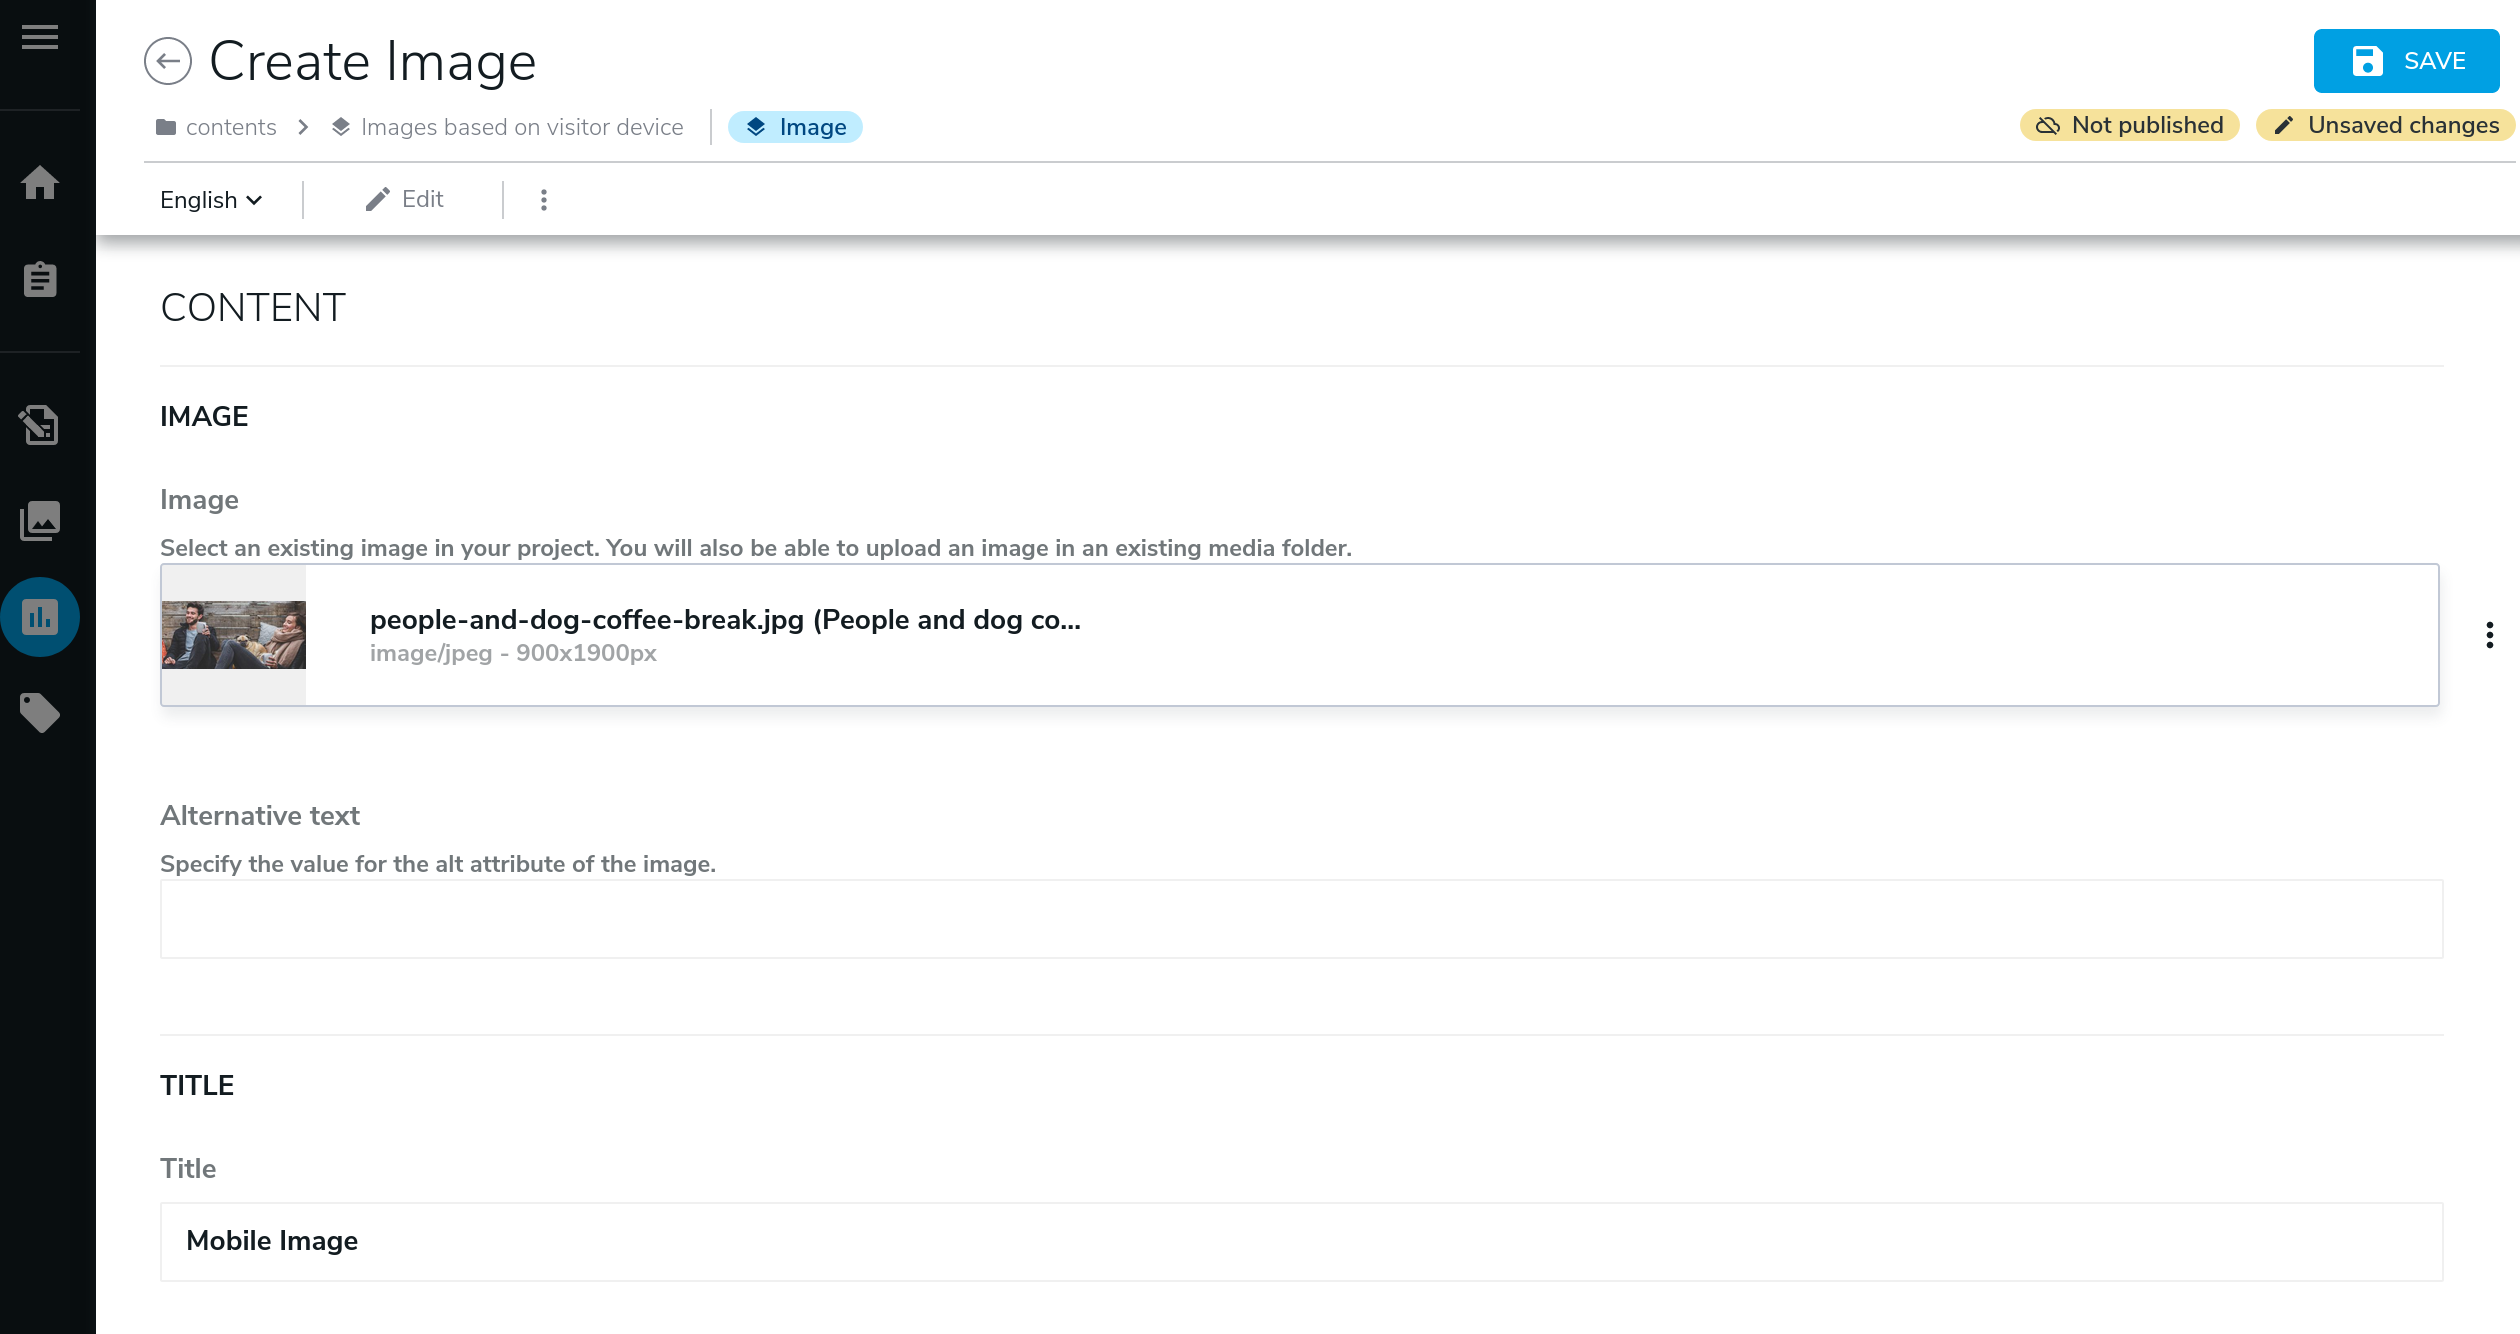 Create Image
SAVE
contents
Images based on visitor device
Image
Not published
Unsaved changes
English
Edit
CONTENT
IMAGE
Image
Select an existing image in your project. You will also be able to upload an image in an existing media folder.
people-and-dog-coffee-break.jpg (People and dog co...
image/jpeg - 900x1900px
Alternative text
Specify the value for the alt attribute of the image.
TITLE
Title
Mobile Image